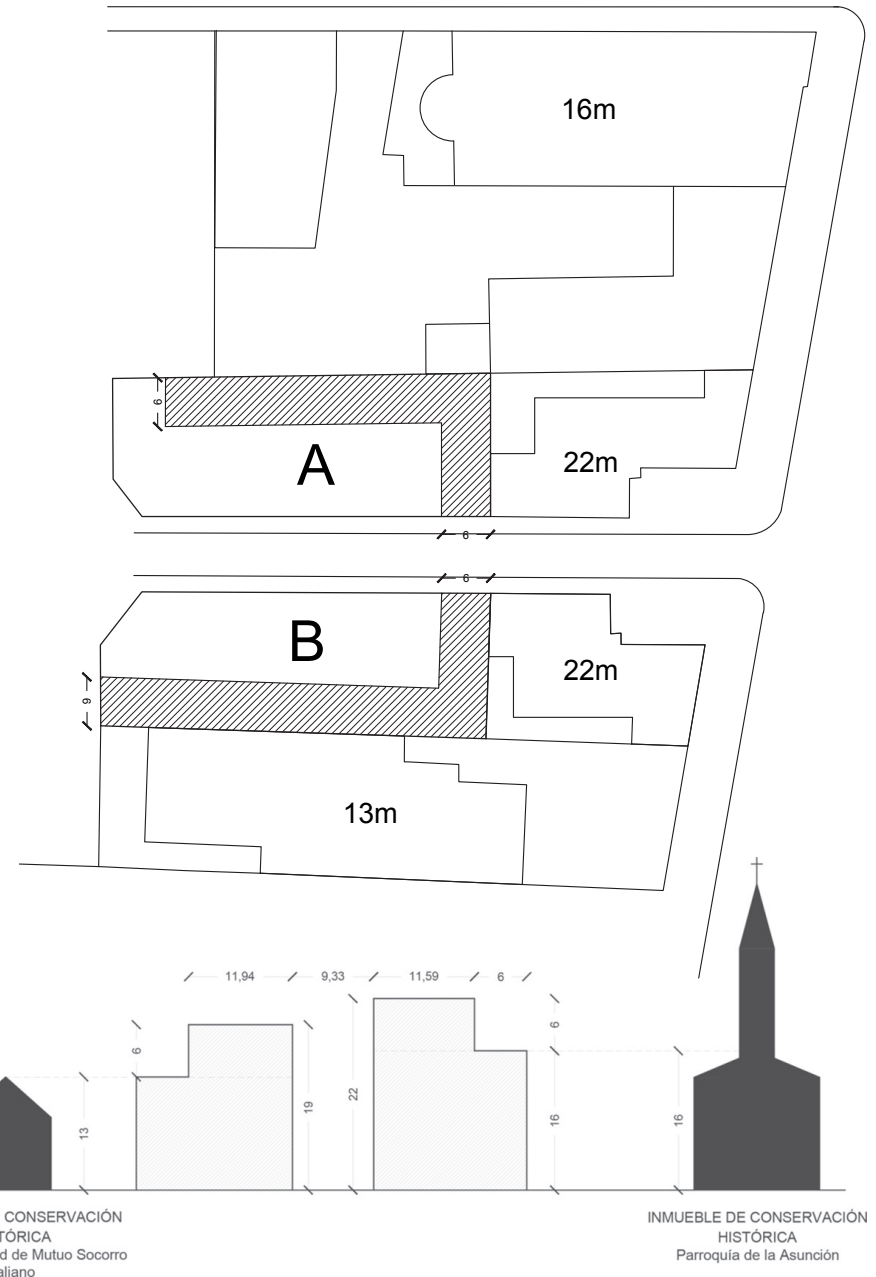 16m
6
A
22m
6
6
B
22m
6
13m
11,94
9,33
11,59
6
6
6
13
19
22
16
16
CONSERVACIÓN
TÓRICA
d de Mutuo Socorro
aliano
INMUEBLE DE CONSERVACIÓN
HISTÓRICA
Parroquía de la Asunción